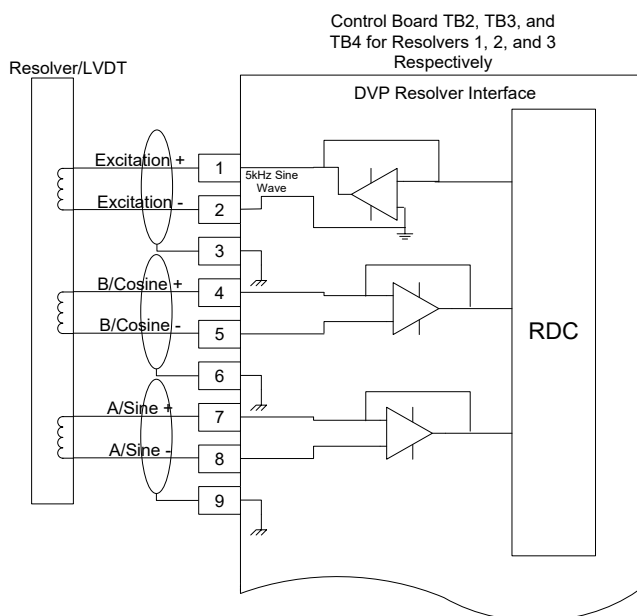 Control Board TB2, TB3, and
TB4 for Resolvers 1, 2, and 3
Respectively
Resolver/LVDT
DVP Resolver Interface
Excitation +
1
5kHz Sine
Wave
Excitation -
2
3
B/Cosine +
4
B/Cosine -
5
RDC
6
A/Sine +
7
A/Sine -
8
9